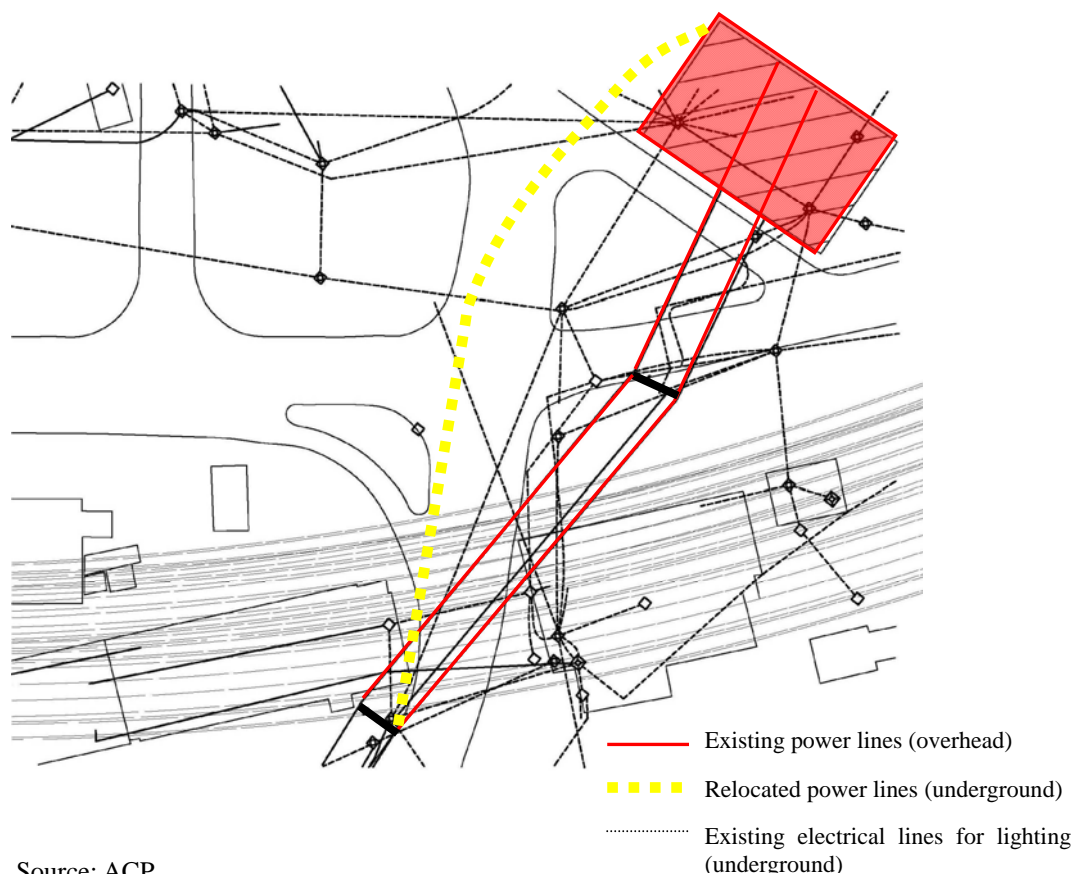 Existing power lines (overhead)
Relocated power lines (underground)
Existing electrical lines for lighting
(underground)
Source: ACP